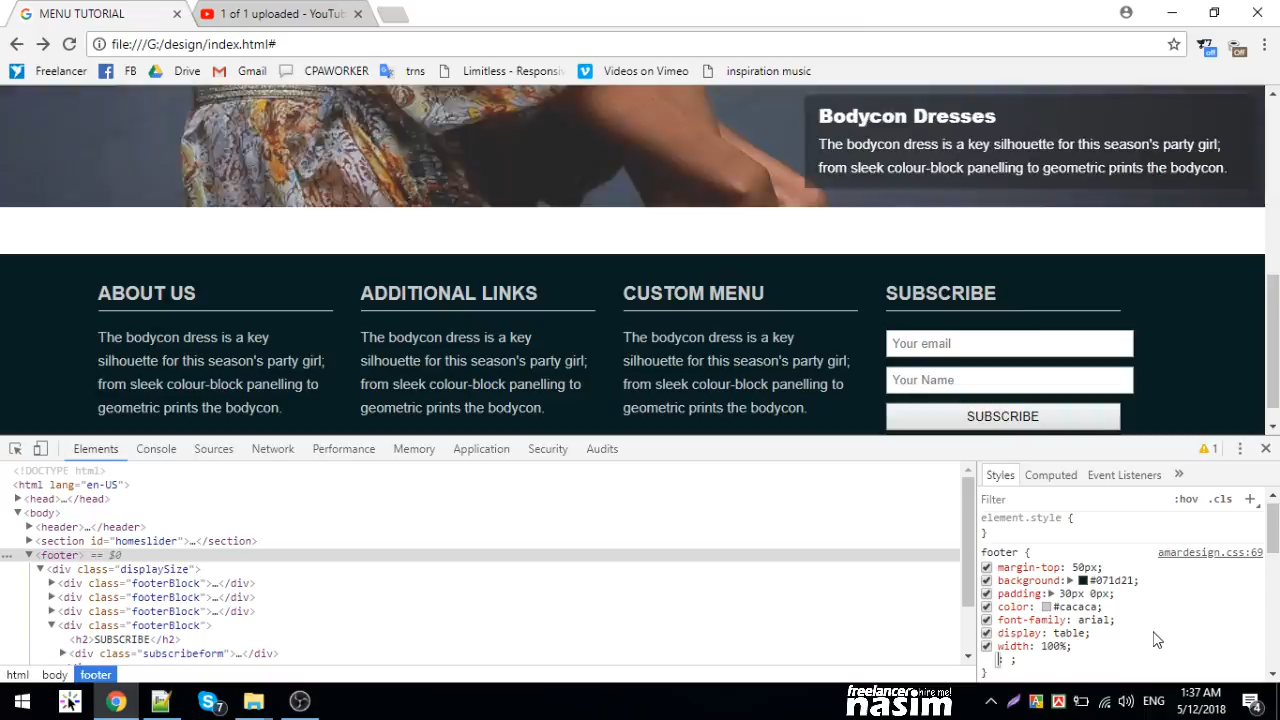 MENU TUTORIAL
1 of 1 uploaded - YouTu
file:///G:/design/index.html#
off
Off
Freelancer
FB
Drive
Gmail
CPAWORKER
trns
Limitless - Responsiv
Videos on Vimeo
inspiration music
Bodycon Dresses
The bodycon dress is a key silhouette for this season's party girl;
from sleek colour-block panelling to geometric prints the bodycon.
ABOUT US
The bodycon dress is a key
silhouette for this season's party girl;
from sleek colour-block panelling to
geometric prints the bodycon.
ADDITIONAL LINKS
The bodycon dress is a key
silhouette for this season's party girl;
from sleek colour-block panelling to
geometric prints the bodycon.
CUSTOM MENU
The bodycon dress is a key
silhouette for this season's party girl;
from sleek colour-block panelling to
geometric prints the bodycon.
SUBSCRIBE
Your email
Your Name
SUBSCRIBE
Elements
Console
Sources
Network
Performance
Memory
Application
Security
Audits
1
<!DOCTYPE html>
<html lang="en-US">
<head>…</head>
<body>
<header>…</header>
<section id="homeslider">…</section>
… <footer> == $0
<div class="displaySize">
<div class="footerBlock">…</div>
<div class="footerBlock">…</div>
<div class="footerBlock">…</div>
<div class="footerBlock">
<h2>SUBSCRIBE</h2>
<div class="subscribeform">…</div>
html
body
footer
Styles
Computed
Event Listeners
»
Filter
:hov
.cls
+
element.style {
}
footer {
amardesign.css:69
margin-top: 50px;
background: #071d21;
padding: 30px 0px;
color: #cacaca;
font-family: arial;
display: table;
width: 100%;
: ;
}
freelancer hire me!
nasim
7
ENG
1:37 AM
5/12/2018
4